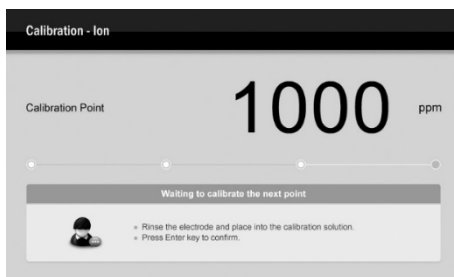 Calibration - Ion
Calibration Point 1000 ppm
Waiting to calibrate the next point
Rinse the electrode and place into the calibration solution.
Press Enter key to confirm.